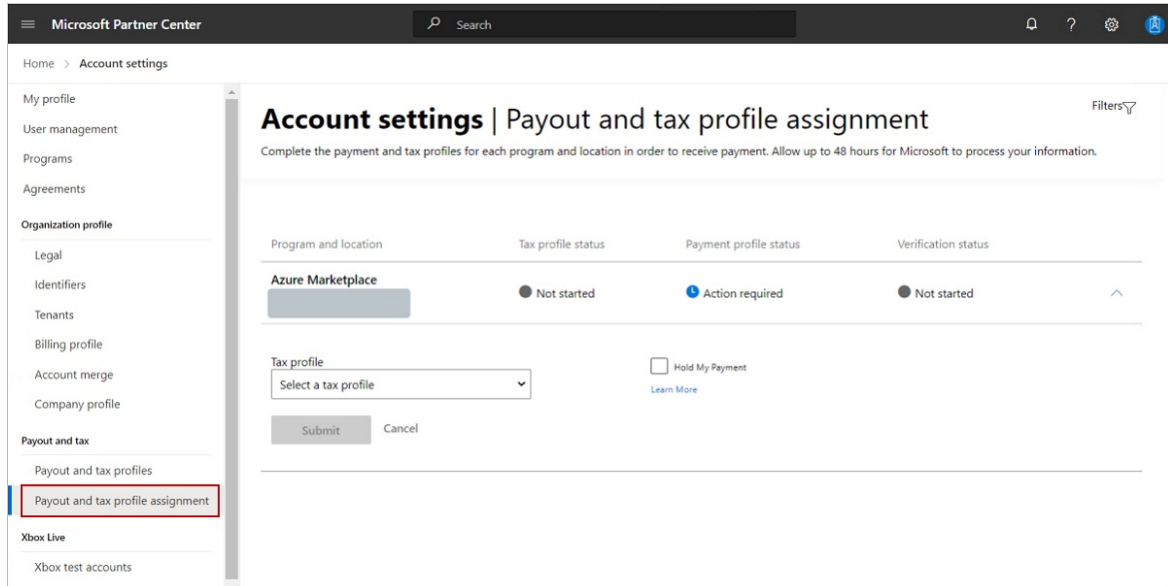 Microsoft Partner Center
Search
Home > Account settings
My profile
User management
Programs
Agreements
Organization profile
Legal
Identifiers
Tenants
Billing profile
Account merge
Company profile
Payout and tax
Payout and tax profiles
Payout and tax profile assignment
Xbox Live
Xbox test accounts
Account settings | Payout and tax profile assignment
Filters
Complete the payment and tax profiles for each program and location in order to receive payment. Allow up to 48 hours for Microsoft to process your information.
Program and location Tax profile status Payment profile status Verification status
Azure Marketplace
Not started Action required Not started
Tax profile
Select a tax profile
Hold My Payment
Learn More
Submit Cancel